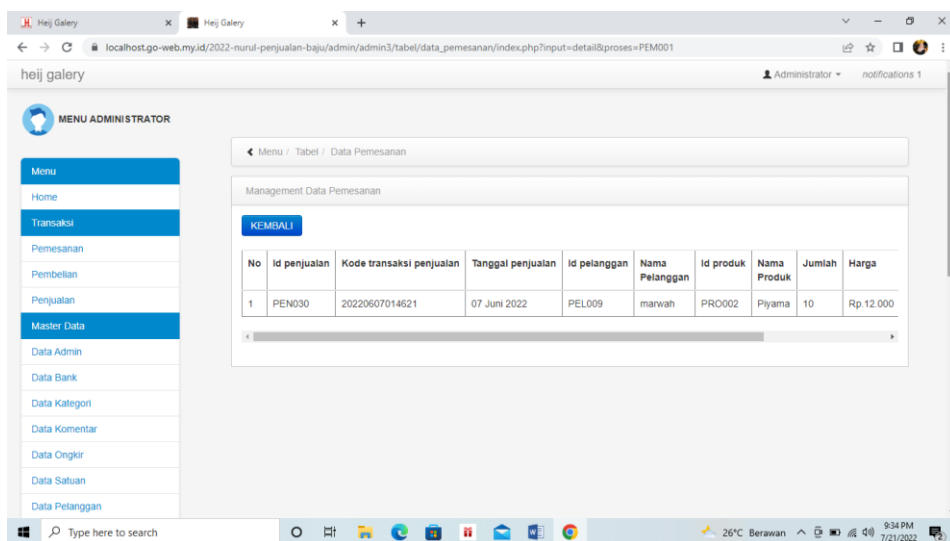 Heij Galery
Heij Galery
localhost.go-web.my.id/2022-nurul-penjualan-baju/admin/admin3/tabel/data_pemesanan/index.php?input=detail&proses=PEM001
heij galery
Administrator
notifications 1
MENU ADMINISTRATOR
Menu / Tabel / Data Pemesanan
Menu
Home
Transaksi
Pemesanan
Pembelian
Penjualan
Master Data
Data Admin
Data Bank
Data Kategori
Data Komentar
Data Ongkir
Data Satuan
Data Pelanggan
Management Data Pemesanan
KEMBALI
No Id penjualan Kode transaksi penjualan Tanggal penjualan Id pelanggan Nama Pelanggan Id produk Nama Produk Jumlah Harga
1 PEN030 20220607014621 07 Juni 2022 PEL009 marwah PRO002 Piyama 10 Rp.12.000
Type here to search
26°C Berawan
9:34 PM
7/21/2022